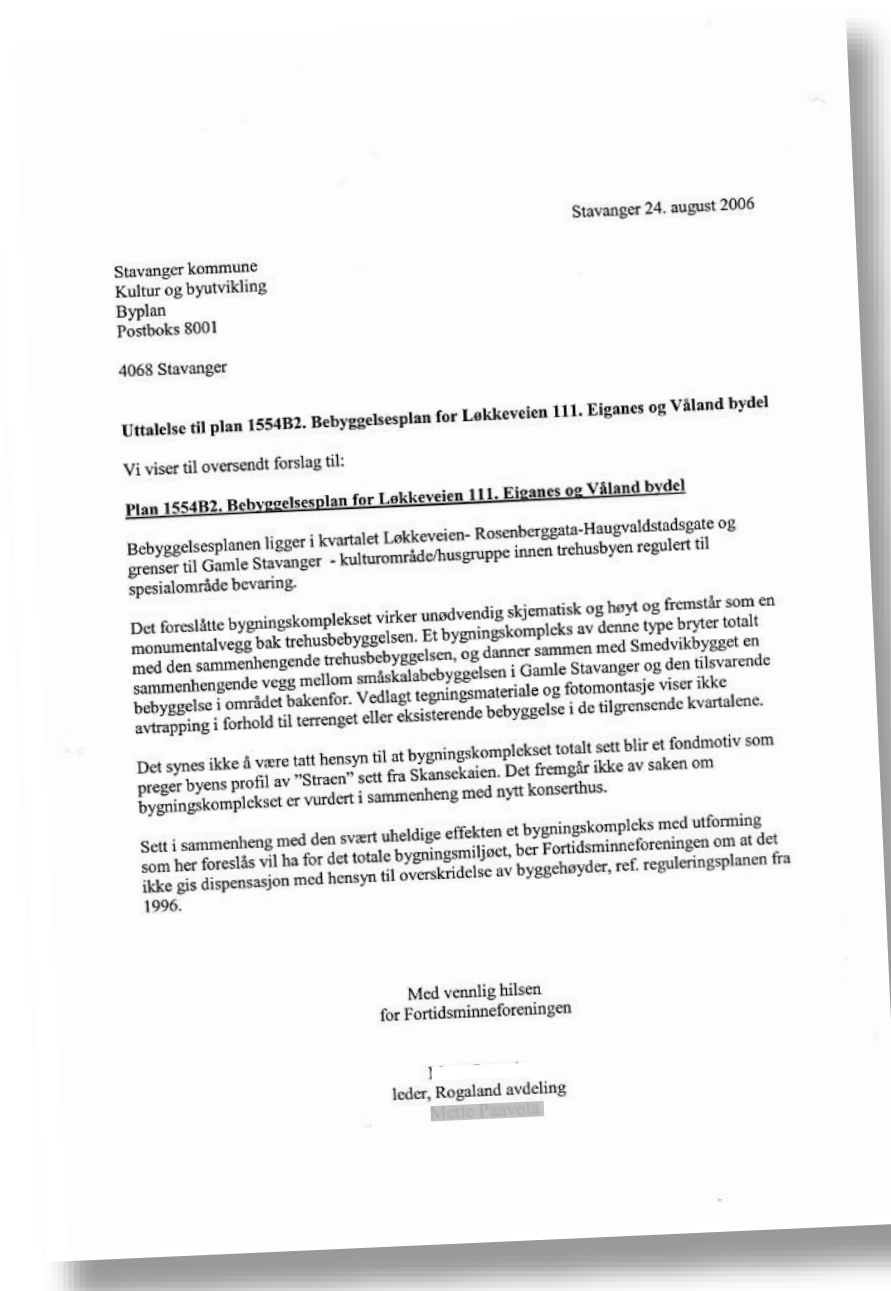 Stavanger 24. august 2006
Stavanger kommune
Kultur og byutvikling
Byplan
Postboks 8001
4068 Stavanger
Uttalelse til plan 1554B2. Bebyggelsesplan for Løkkeveien 111. Eiganes og Våland bydel
Vi viser til oversendt forslag til:
Plan 1554B2. Bebyggelsesplan for Løkkeveien 111. Eiganes og Våland bydel
Bebyggelsesplanen ligger i kvartalet Løkkeveien- Rosenberggata-Haugvaldstadsgate og
grenser til Gamle Stavanger - kulturområde/husgruppe innen trehusbyen regulert til
spesialområde bevaring.
Det foreslåtte bygningskomplekset virker unødvendig skjematisk og høyt og fremstår som en
monumentalvegg bak trehusbebyggelsen. Et bygningskompleks av denne type bryter totalt
med den sammenhengende trehusbebyggelsen, og danner sammen med Smedvikbygget en
sammenhengende vegg mellom småskalabebyggelsen i Gamle Stavanger og den tilsvarende
bebyggelse i området bakenfor. Vedlagt tegningsmateriale og fotomontasje viser ikke
avtrapping i forhold til terrenget eller eksisterende bebyggelse i de tilgrensende kvartalene.
Det synes ikke å være tatt hensyn til at bygningskomplekset totalt sett blir et fondmotiv som
preger byens profil av ”Straen” sett fra Skansekaien. Det fremgår ikke av saken om
bygningskomplekset er vurdert i sammenheng med nytt konserthus.
Sett i sammenheng med den svært uheldige effekten et bygningskompleks med utforming
som her foreslås vil ha for det totale bygningsmiljøet, ber Fortidsminneforeningen om at det
ikke gis dispensasjon med hensyn til overskridelse av byggehøyder, ref. reguleringsplanen fra
1996.
Med vennlig hilsen
for Fortidsminneforeningen
leder, Rogaland avdeling
Mette Paavola